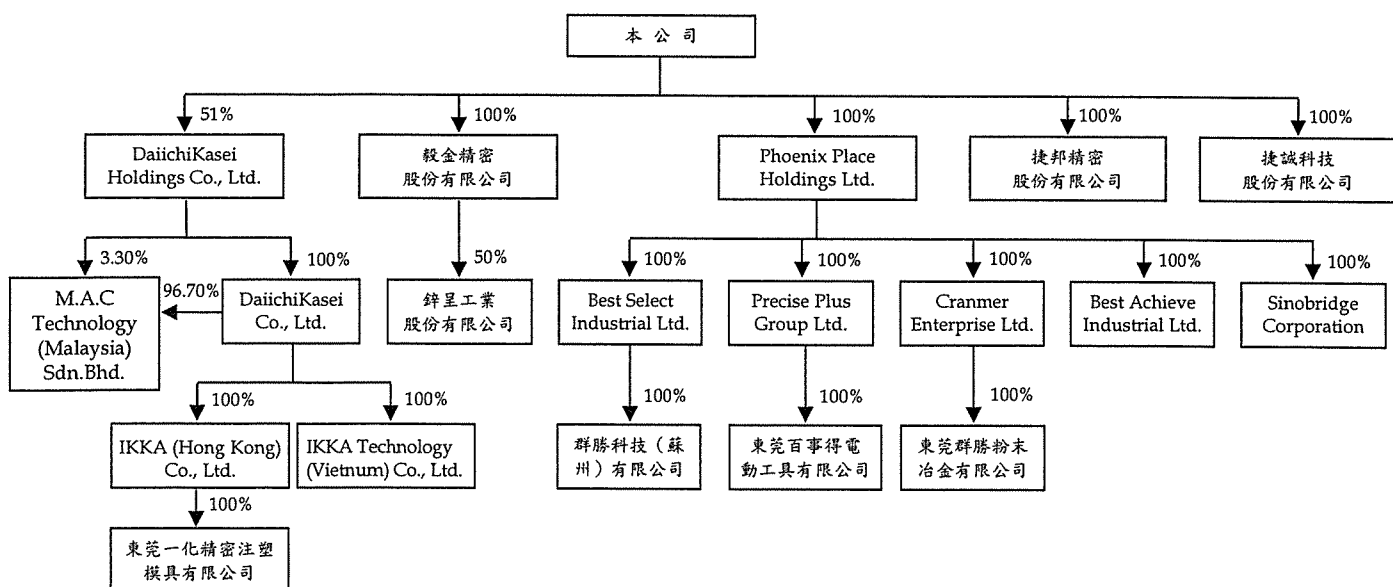 本 公 司
51%
100%
100%
100%
100%
DaiichiKasei
Holdings Co., Ltd.
毅金精密
股份有限公司
Phoenix Place
Holdings Ltd.
捷邦精密
股份有限公司
捷誠科技
股份有限公司
3.30%
100%
50%
100%
100%
100%
100%
100%
M.A.C
Technology
(Malaysia)
Sdn.Bhd.
96.70%
DaiichiKasei
Co., Ltd.
鋅呈工業
股份有限公司
Best Select
Industrial Ltd.
Precise Plus
Group Ltd.
Cranmer
Enterprise Ltd.
Best Achieve
Industrial Ltd.
Sinobridge
Corporation
100%
100%
100%
100%
100%
IKKA (Hong Kong)
Co., Ltd.
IKKA Technology
(Vietnum) Co., Ltd.
群勝科技（蘇
州）有限公司
東莞百事得電
動工具有限公司
東莞群勝粉末
冶金有限公司
100%
東莞一化精密注塑
模具有限公司